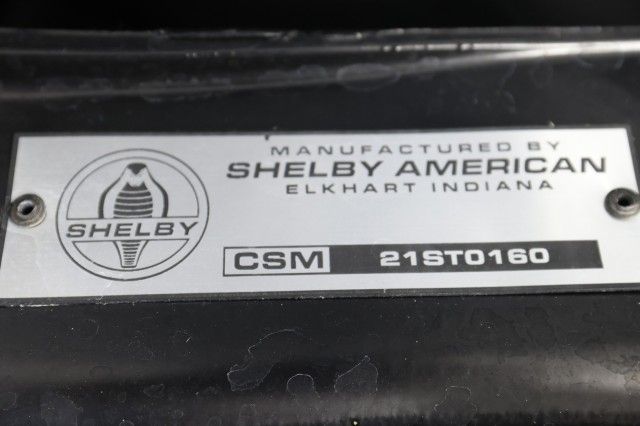 MANUFACTURED BY
SHELBY AMERICAN
ELKHART INDIANA
SHELBY
CSM 21ST0160